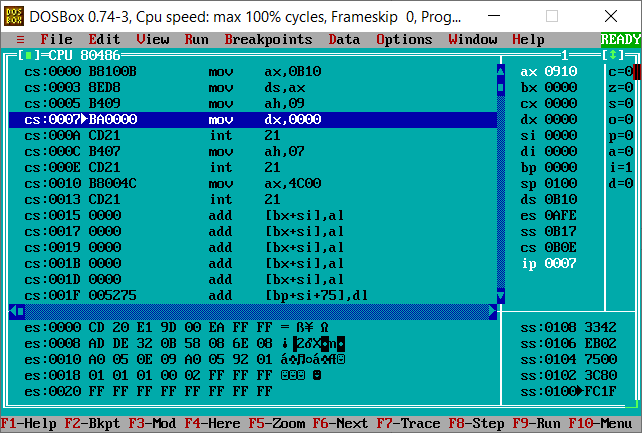 DOSBox 0.74-3, Cpu speed: max 100% cycles, Frameskip 0, Prog...
≡ File Edit View Run Breakpoints Data Options Window Help READY
[■]=CPU 80486 1 [↕]
cs:0000 B8100B mov ax,0B10 ax 0910 c=0
cs:0003 8ED8 mov ds,ax bx 0000 z=0
cs:0005 B409 mov ah,09 cx 0000 s=0
cs:0007►BA0000 mov dx,0000 dx 0000 o=0
cs:000A CD21 int 21 si 0000 p=0
cs:000C B407 mov ah,07 di 0000 a=0
cs:000E CD21 int 21 bp 0000 i=1
cs:0010 B8004C mov ax,4C00 sp 0100 d=0
cs:0013 CD21 int 21 ds 0B10
cs:0015 0000 add [bx+si],al es 0AFE
cs:0017 0000 add [bx+si],al ss 0B17
cs:0019 0000 add [bx+si],al cs 0B0E
cs:001B 0000 add [bx+si],al ip 0007
cs:001D 0000 add [bx+si],al
cs:001F 005275 add [bp+si+75],dl
es:0000 CD 20 E1 9D 00 EA FF FF = ß¥ Ω ss:0108 3342
es:0008 AD DE 32 0B 58 08 6E 08 ss:0106 EB02
es:0010 A0 05 0E 09 A0 05 92 01 ss:0104 7500
es:0018 01 01 01 00 02 FF FF FF ss:0102 3C80
es:0020 FF FF FF FF FF FF FF FF ss:0100►FC1F
F1-Help F2-Bkpt F3-Mod F4-Here F5-Zoom F6-Next F7-Trace F8-Step F9-Run F10-Menu